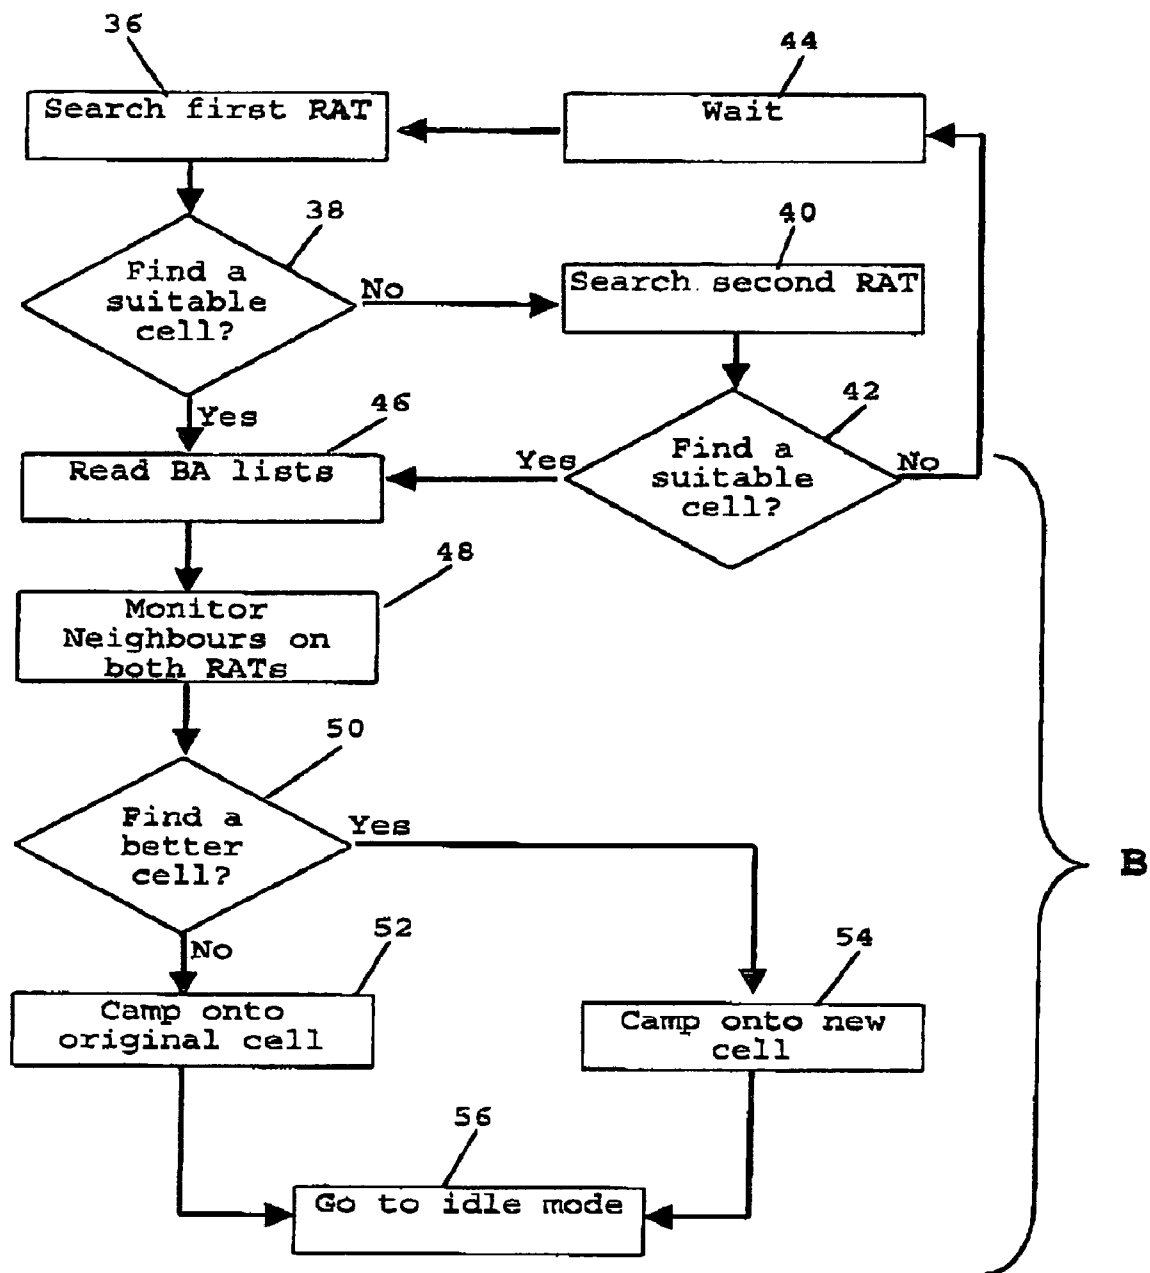 36
44
Search first RAT
Wait
38
40
Find a
suitable
cell?
No
Search second RAT
Yes
46
42
Read BA lists
Yes
Find a
suitable
cell?
No
48
Monitor
Neighbours on
both RATs
50
Find a
better
cell?
Yes
B
No
52
54
Camp onto
original cell
Camp onto new
cell
56
Go to idle mode